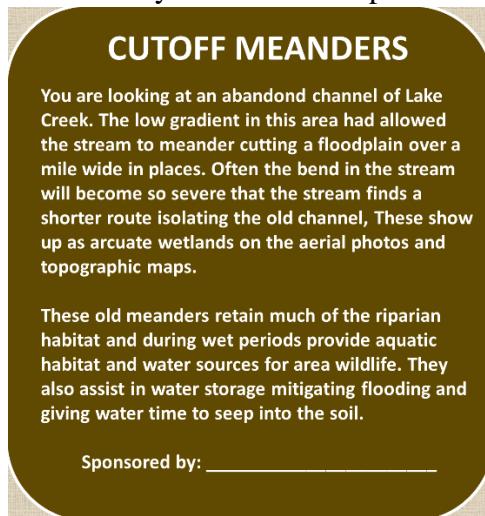 CUTOFF MEANDERS
You are looking at an abandond channel of Lake
Creek. The low gradient in this area had allowed
the stream to meander cutting a floodplain over a
mile wide in places. Often the bend in the stream
will become so severe that the stream finds a
shorter route isolating the old channel, These show
up as arcuate wetlands on the aerial photos and
topographic maps.
These old meanders retain much of the riparian
habitat and during wet periods provide aquatic
habitat and water sources for area wildlife. They
also assist in water storage mitigating flooding and
giving water time to seep into the soil.
Sponsored by: _______________________